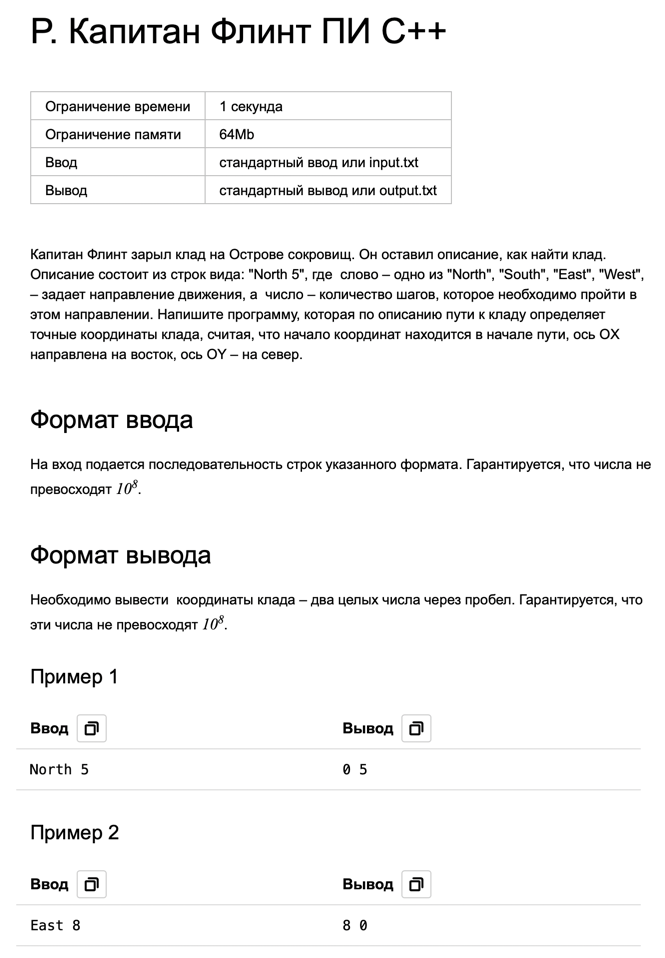 Р. Капитан Флинт ПИ С++
Ограничение времени 1 секунда
Ограничение памяти 64Mb
Ввод стандартный ввод или input.txt
Вывод стандартный вывод или output.txt
Капитан Флинт зарыл клад на Острове сокровищ. Он оставил описание, как найти клад.
Описание состоит из строк вида: "North 5", где слово – одно из "North", "South", "East", "West",
– задает направление движения, а число – количество шагов, которое необходимо пройти в
этом направлении. Напишите программу, которая по описанию пути к кладу определяет
точные координаты клада, считая, что начало координат находится в начале пути, ось OX
направлена на восток, ось OY – на север.
Формат ввода
На вход подается последовательность строк указанного формата. Гарантируется, что числа не
превосходят 10⁸.
Формат вывода
Необходимо вывести координаты клада – два целых числа через пробел. Гарантируется, что
эти числа не превосходят 10⁸.
Пример 1
Ввод Вывод
North 5 0 5
Пример 2
Ввод Вывод
East 8 8 0